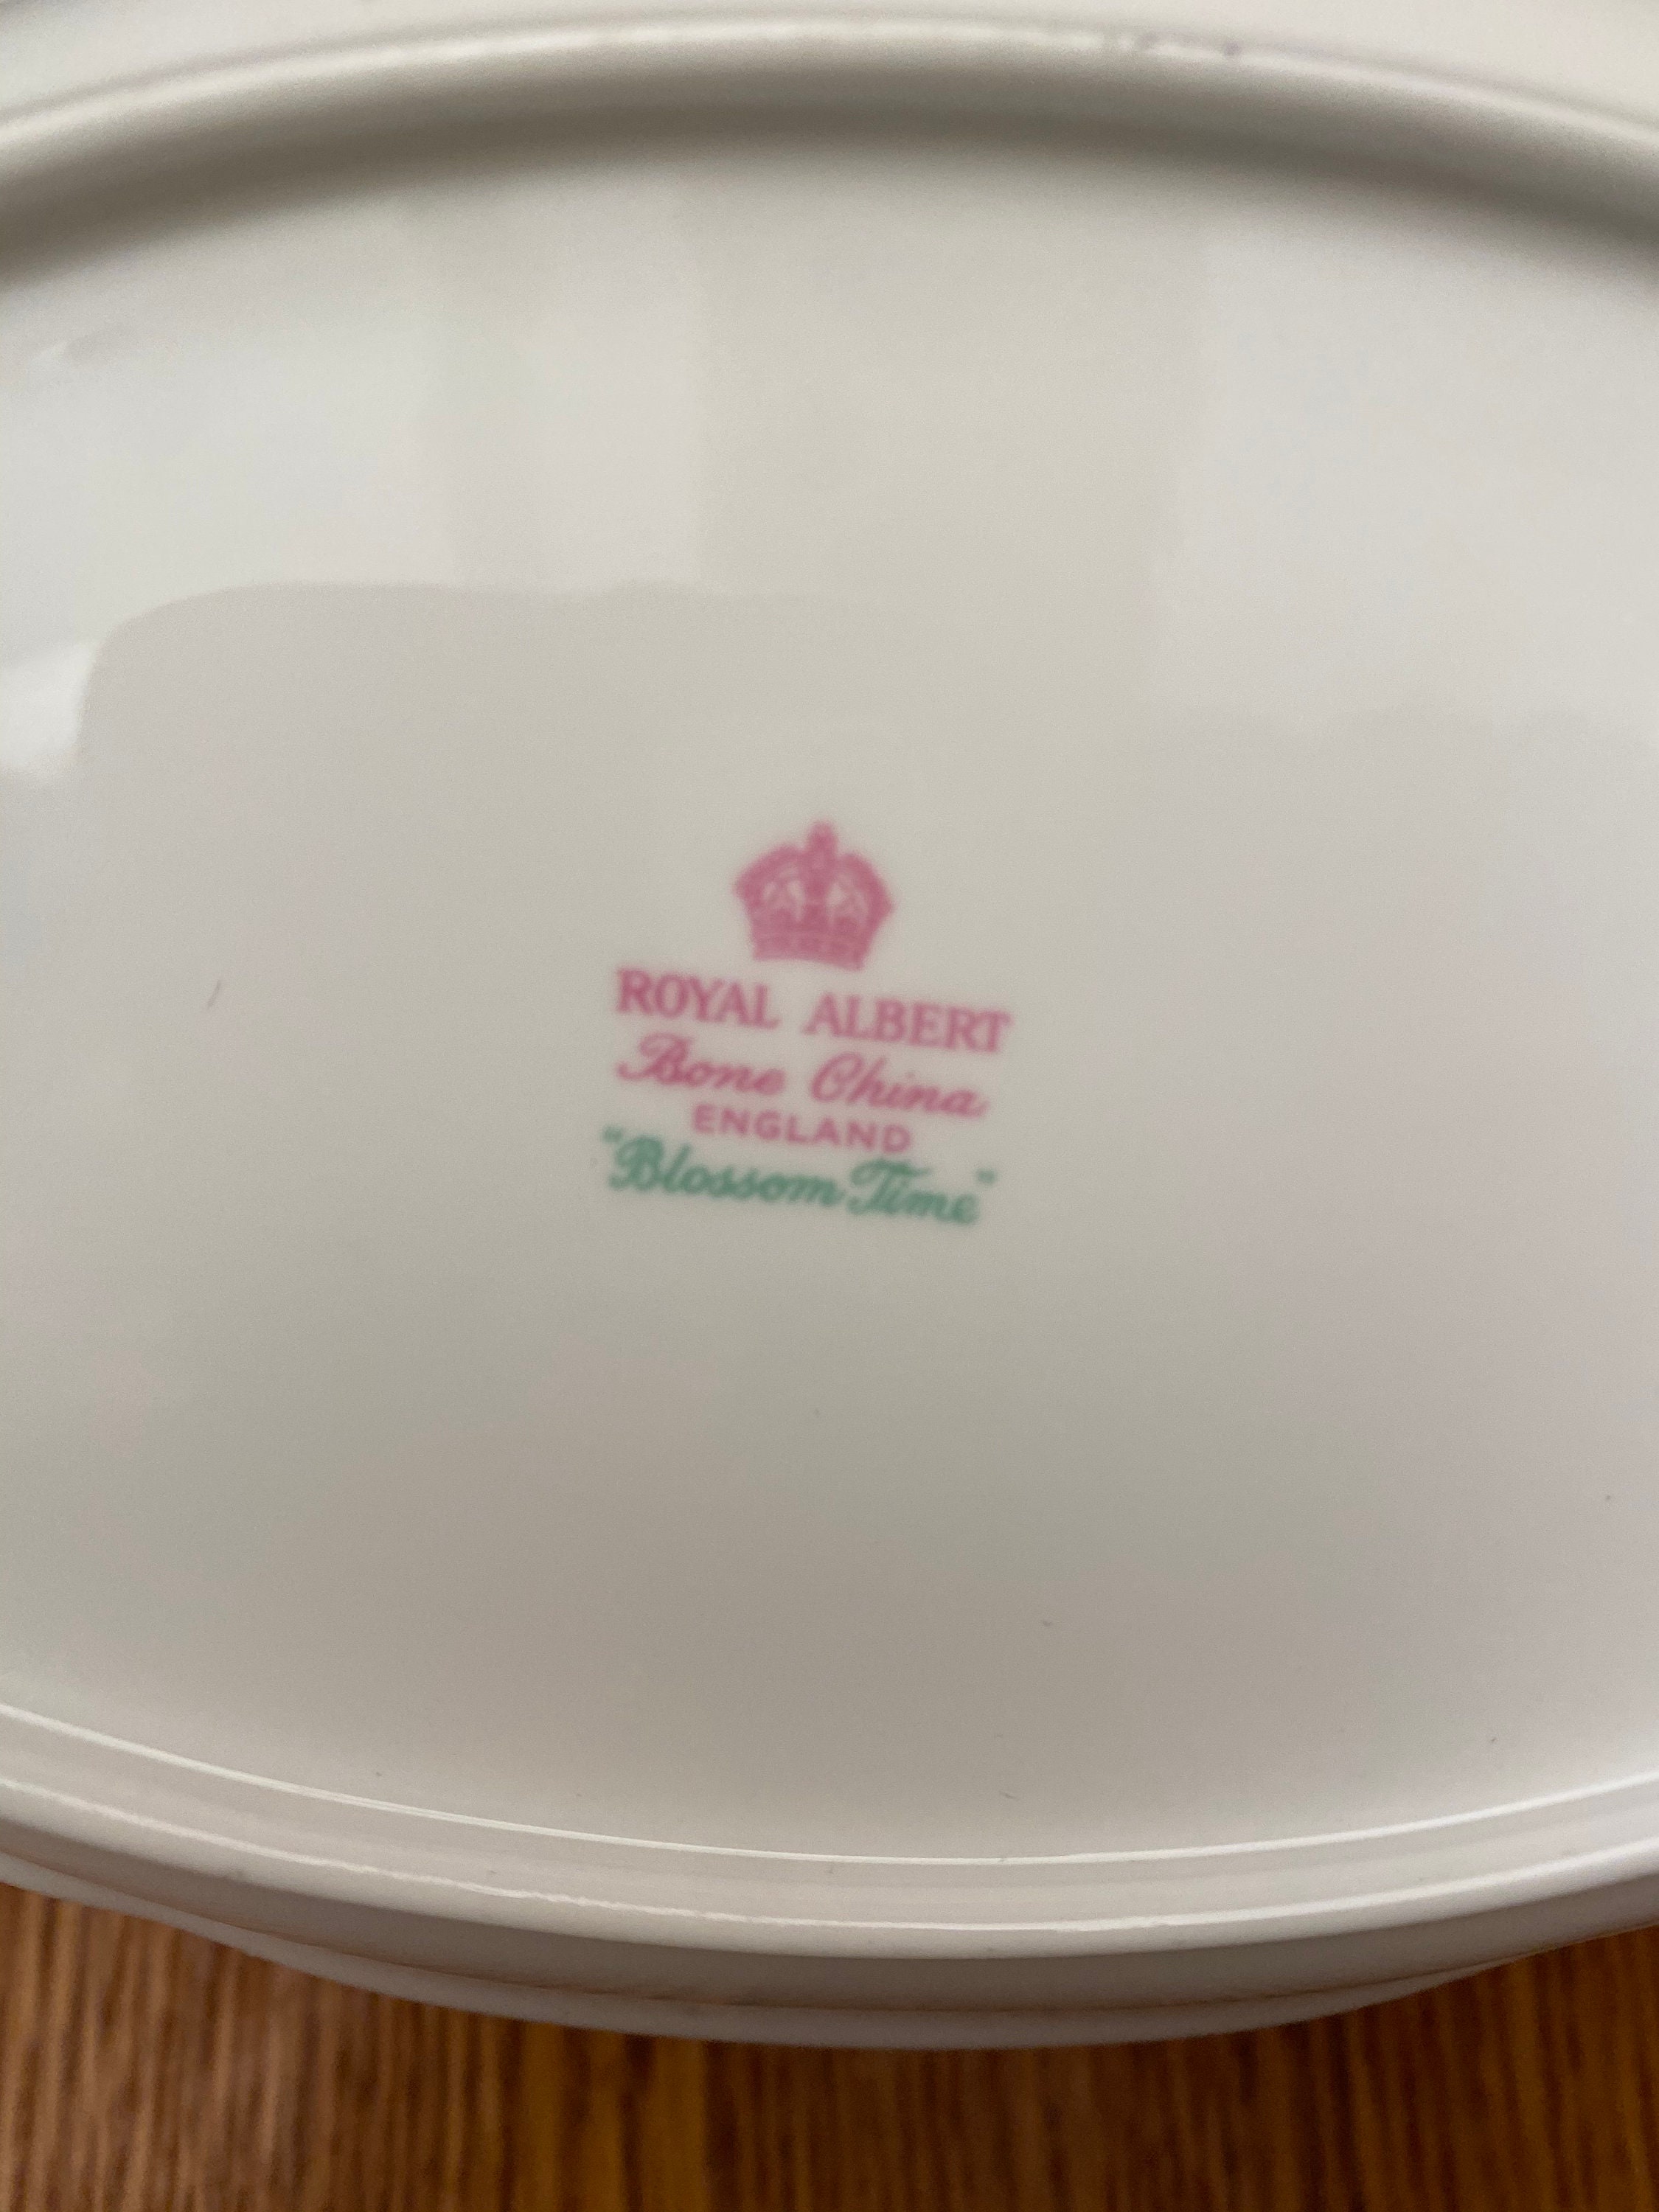 ROYAL ALBERT
Bone China
ENGLAND
"Blossom Time"